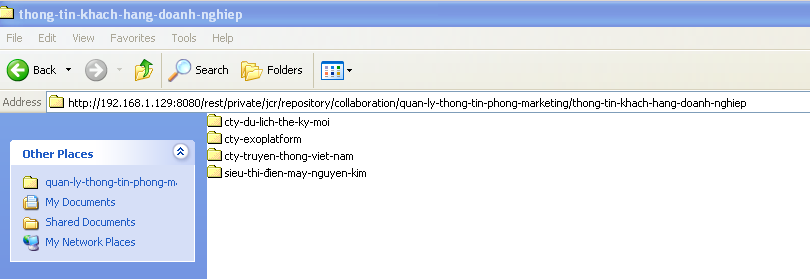 thong-tin-khach-hang-doanh-nghiep
File Edit View Favorites Tools Help
Back Search Folders
Address http://192.168.1.129:8080/rest/private/jcr/repository/collaboration/quan-ly-thong-tin-phong-marketing/thong-tin-khach-hang-doanh-nghiep
Other Places
quan-ly-thong-tin-phong-m
My Documents
Shared Documents
My Network Places
cty-du-lich-the-ky-moi
cty-exoplatform
cty-truyen-thong-viet-nam
sieu-thi-đien-may-nguyen-kim